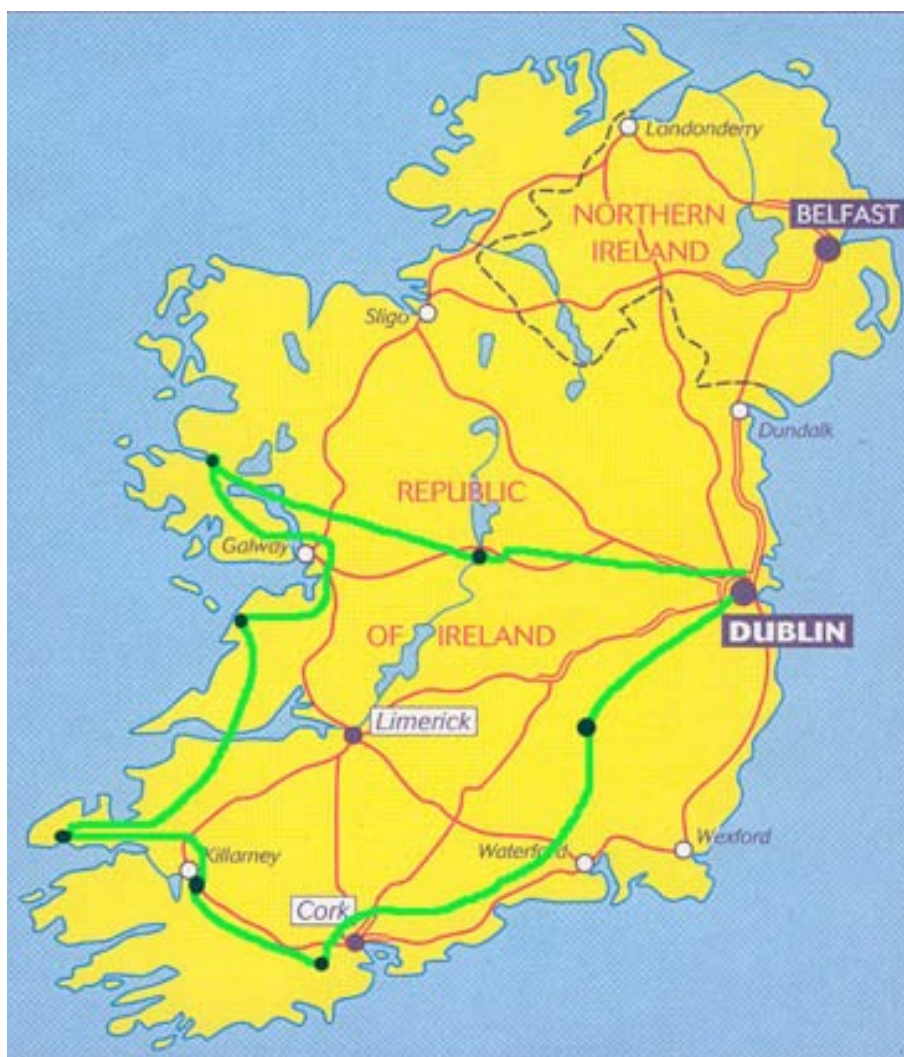 Londonderry
NORTHERN
IRELAND
BELFAST
Sligo
Dundalk
REPUBLIC
Galway
OF IRELAND
DUBLIN
Limerick
Killarney
Waterford
Wexford
Cork